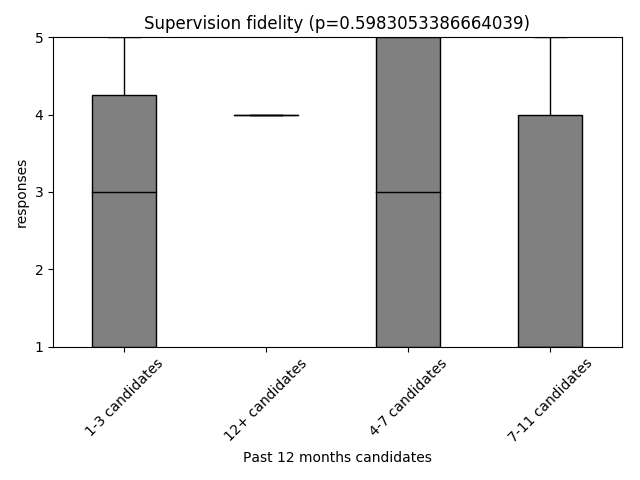 Supervision fidelity (p=0.5983053386664039)
responses
5
4
3
2
1
1-3 candidates
12+ candidates
4-7 candidates
7-11 candidates
Past 12 months candidates